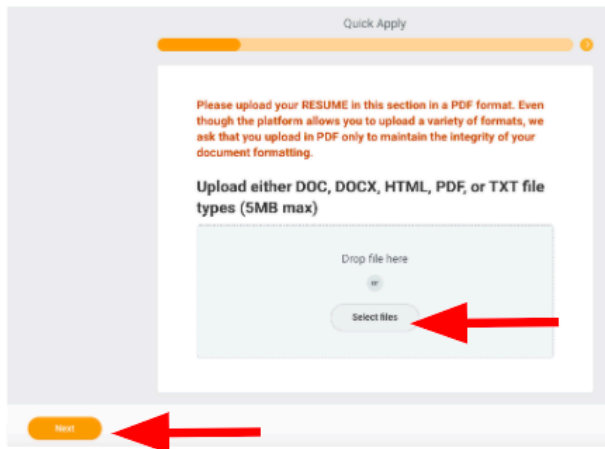 Quick Apply
Please upload your RESUME in this section in a PDF format. Even
though the platform allows you to upload a variety of formats, we
ask that you upload in PDF only to maintain the integrity of your
document formatting.
Upload either DOC, DOCX, HTML, PDF, or TXT file
types (5MB max)
Drop file here
or
Select files
Next